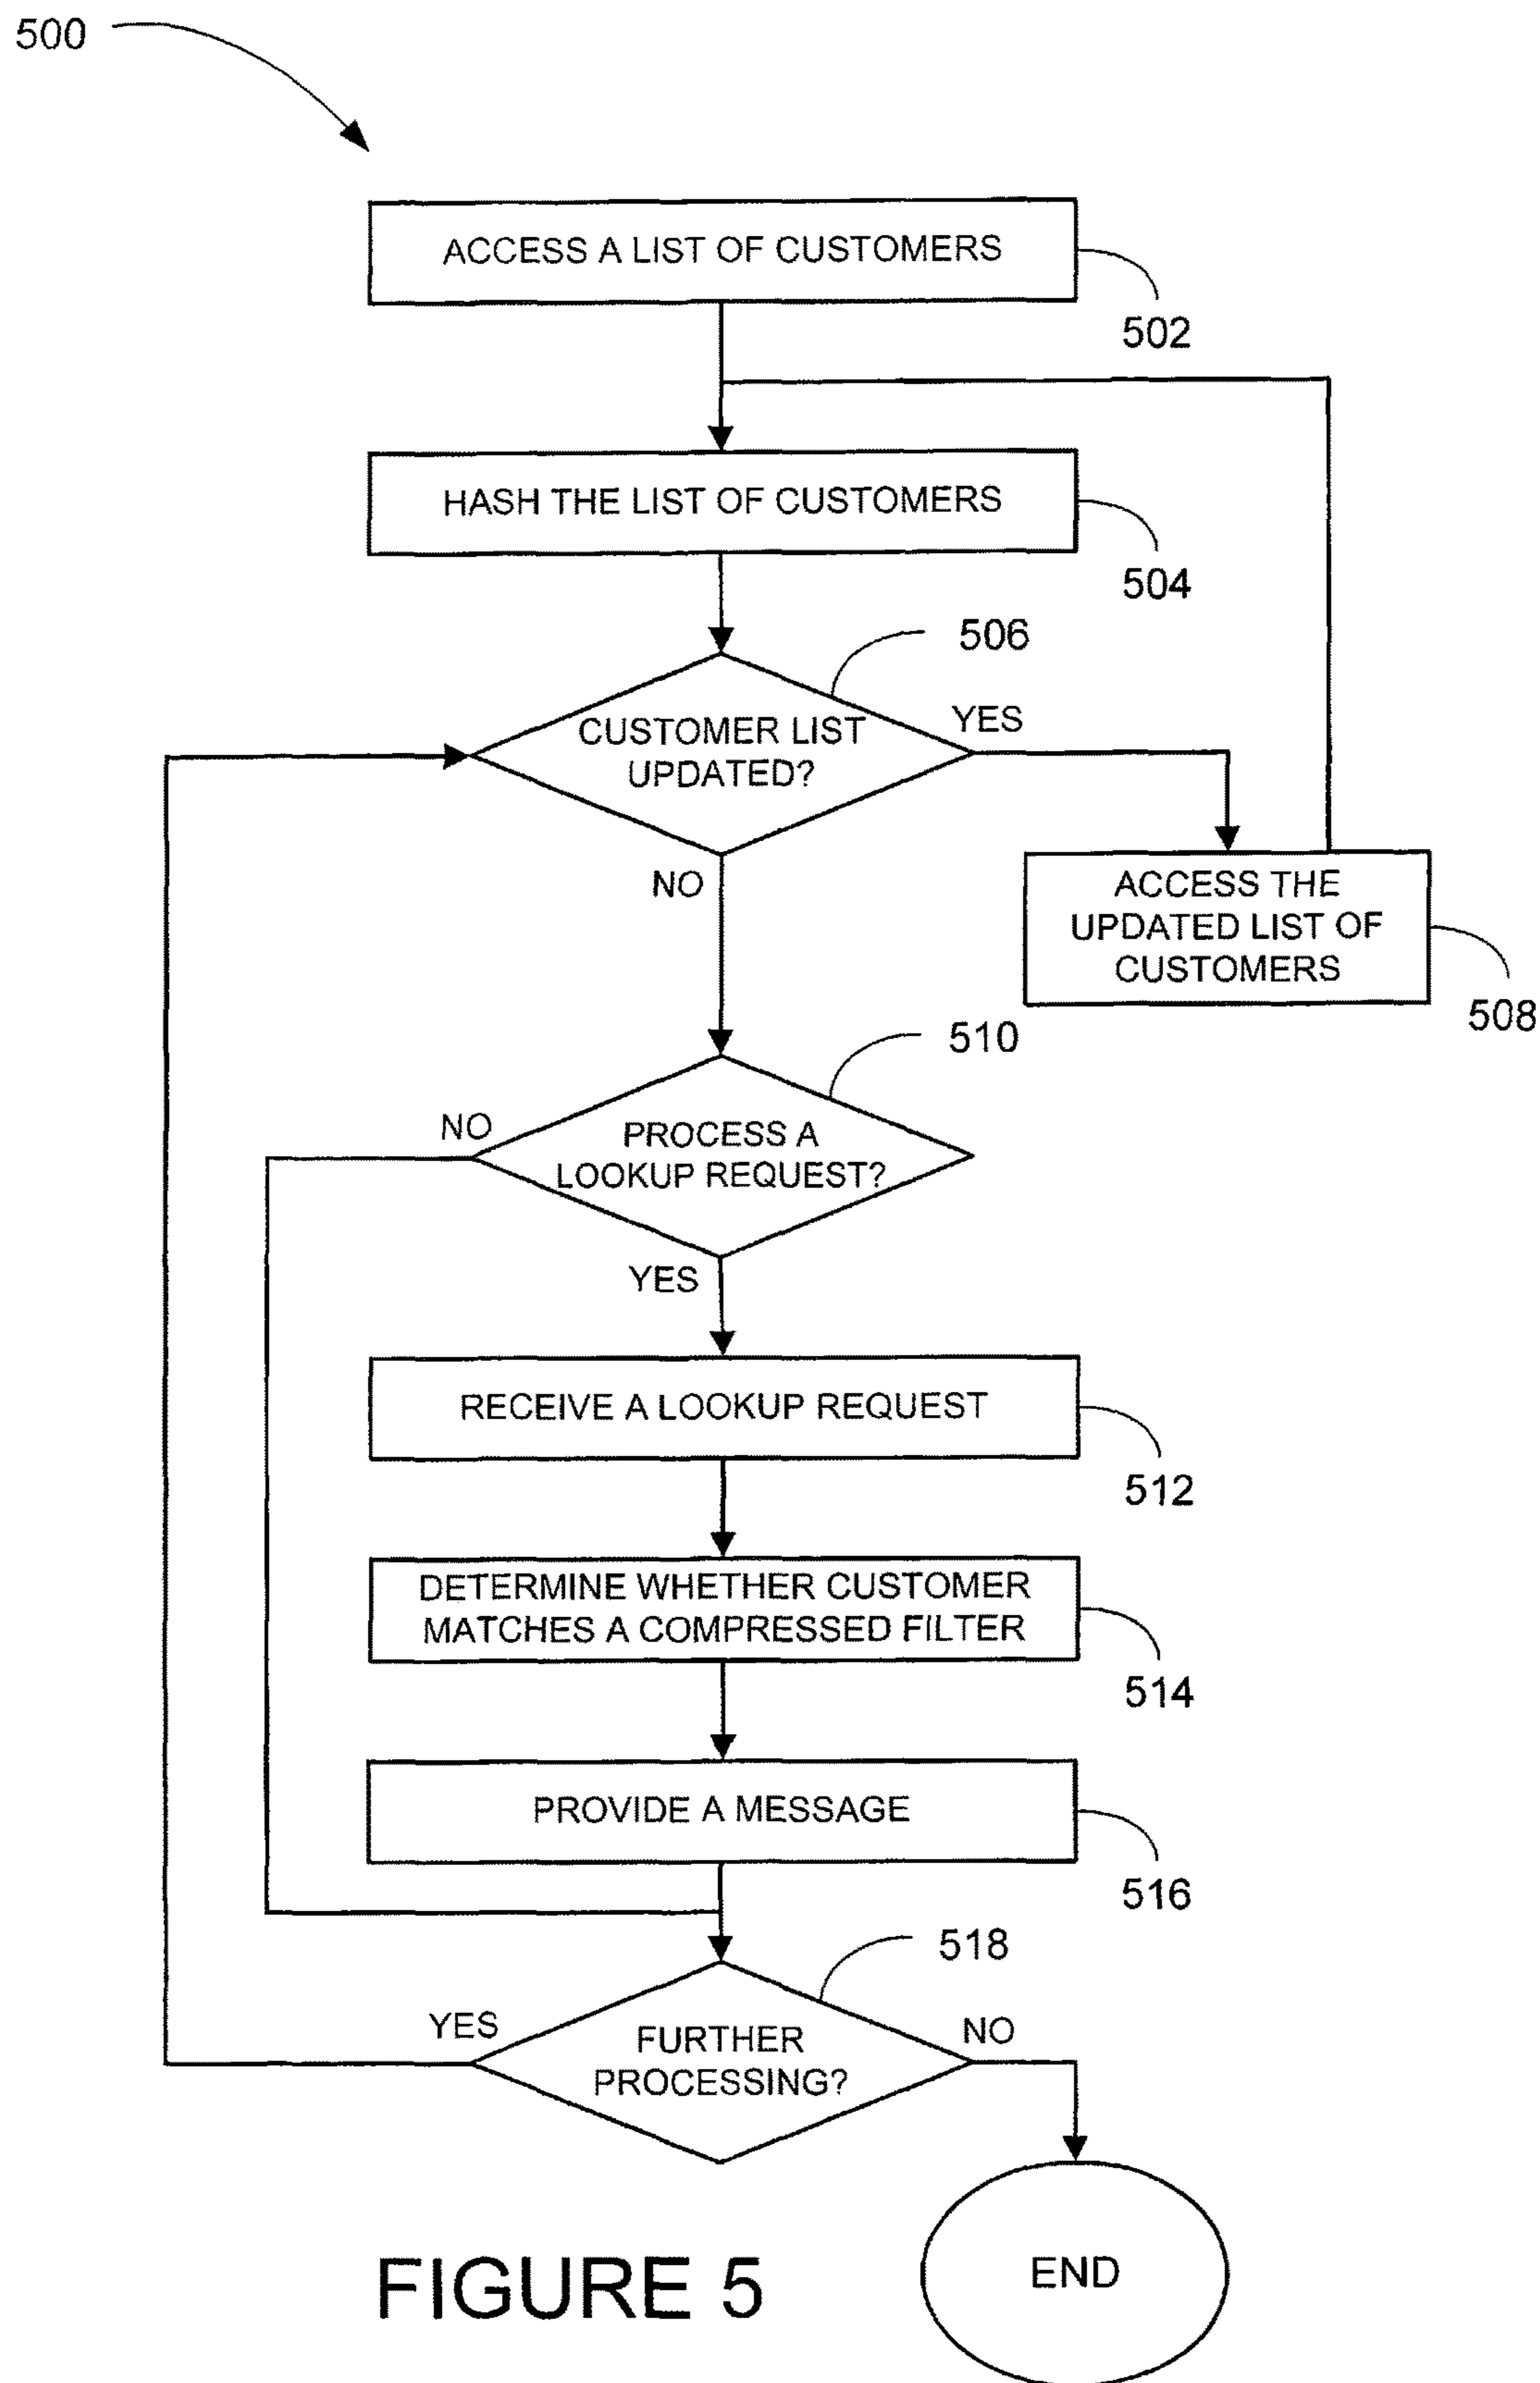 500
ACCESS A LIST OF CUSTOMERS
502
HASH THE LIST OF CUSTOMERS
504
506
CUSTOMER LIST
UPDATED?
YES
NO
ACCESS THE
UPDATED LIST OF
CUSTOMERS
508
510
NO
PROCESS A
LOOKUP REQUEST?
YES
RECEIVE A LOOKUP REQUEST
512
DETERMINE WHETHER CUSTOMER
MATCHES A COMPRESSED FILTER
514
PROVIDE A MESSAGE
516
518
YES
FURTHER
PROCESSING?
NO
END
FIGURE 5